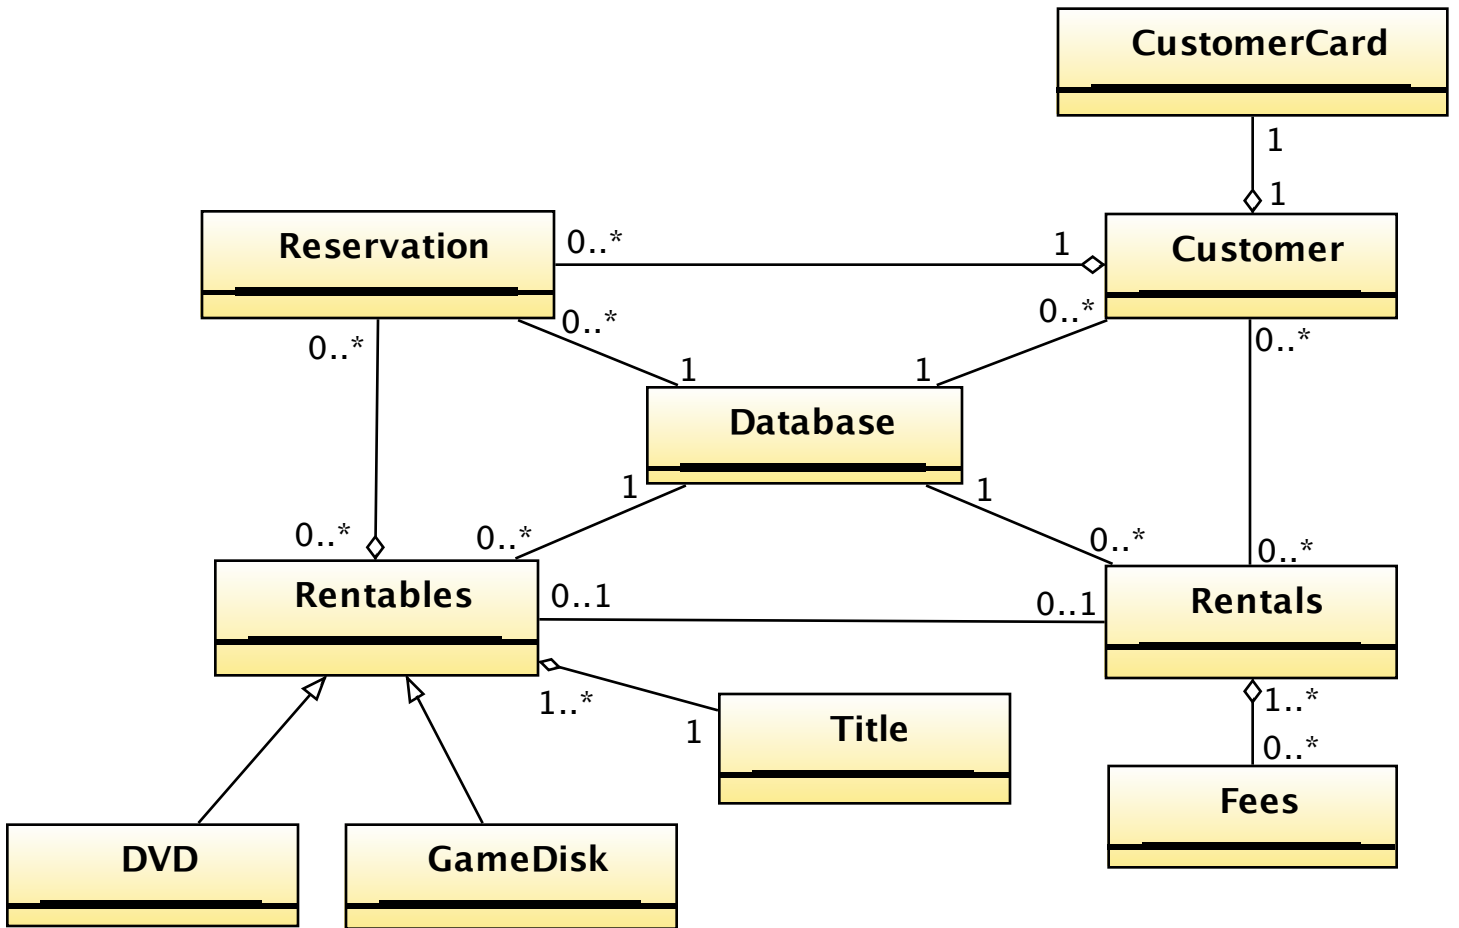 CustomerCard
1
1
Reservation
0..*
1
Customer
0..*
0..*
0..*
0..*
1
1
Database
1
1
0..*
0..*
0..*
0..*
Rentables
0..1
0..1
Rentals
1..*
1
Title
1..*
0..*
Fees
DVD
GameDisk